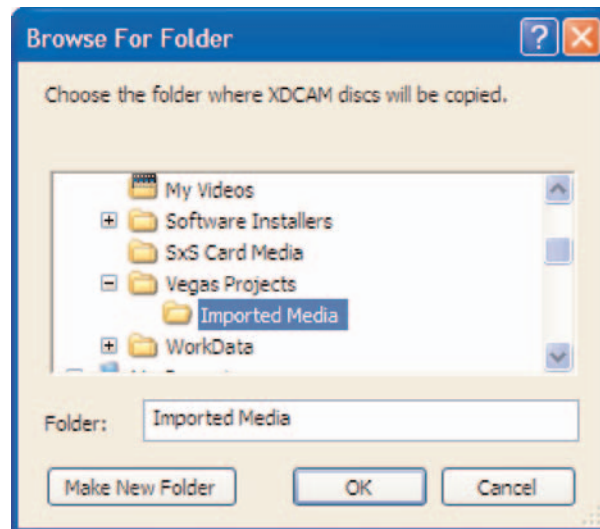 Browse For Folder
Choose the folder where XDCAM discs will be copied.
My Videos
Software Installers
SxS Card Media
Vegas Projects
Imported Media
WorkData
Folder: Imported Media
Make New Folder OK Cancel